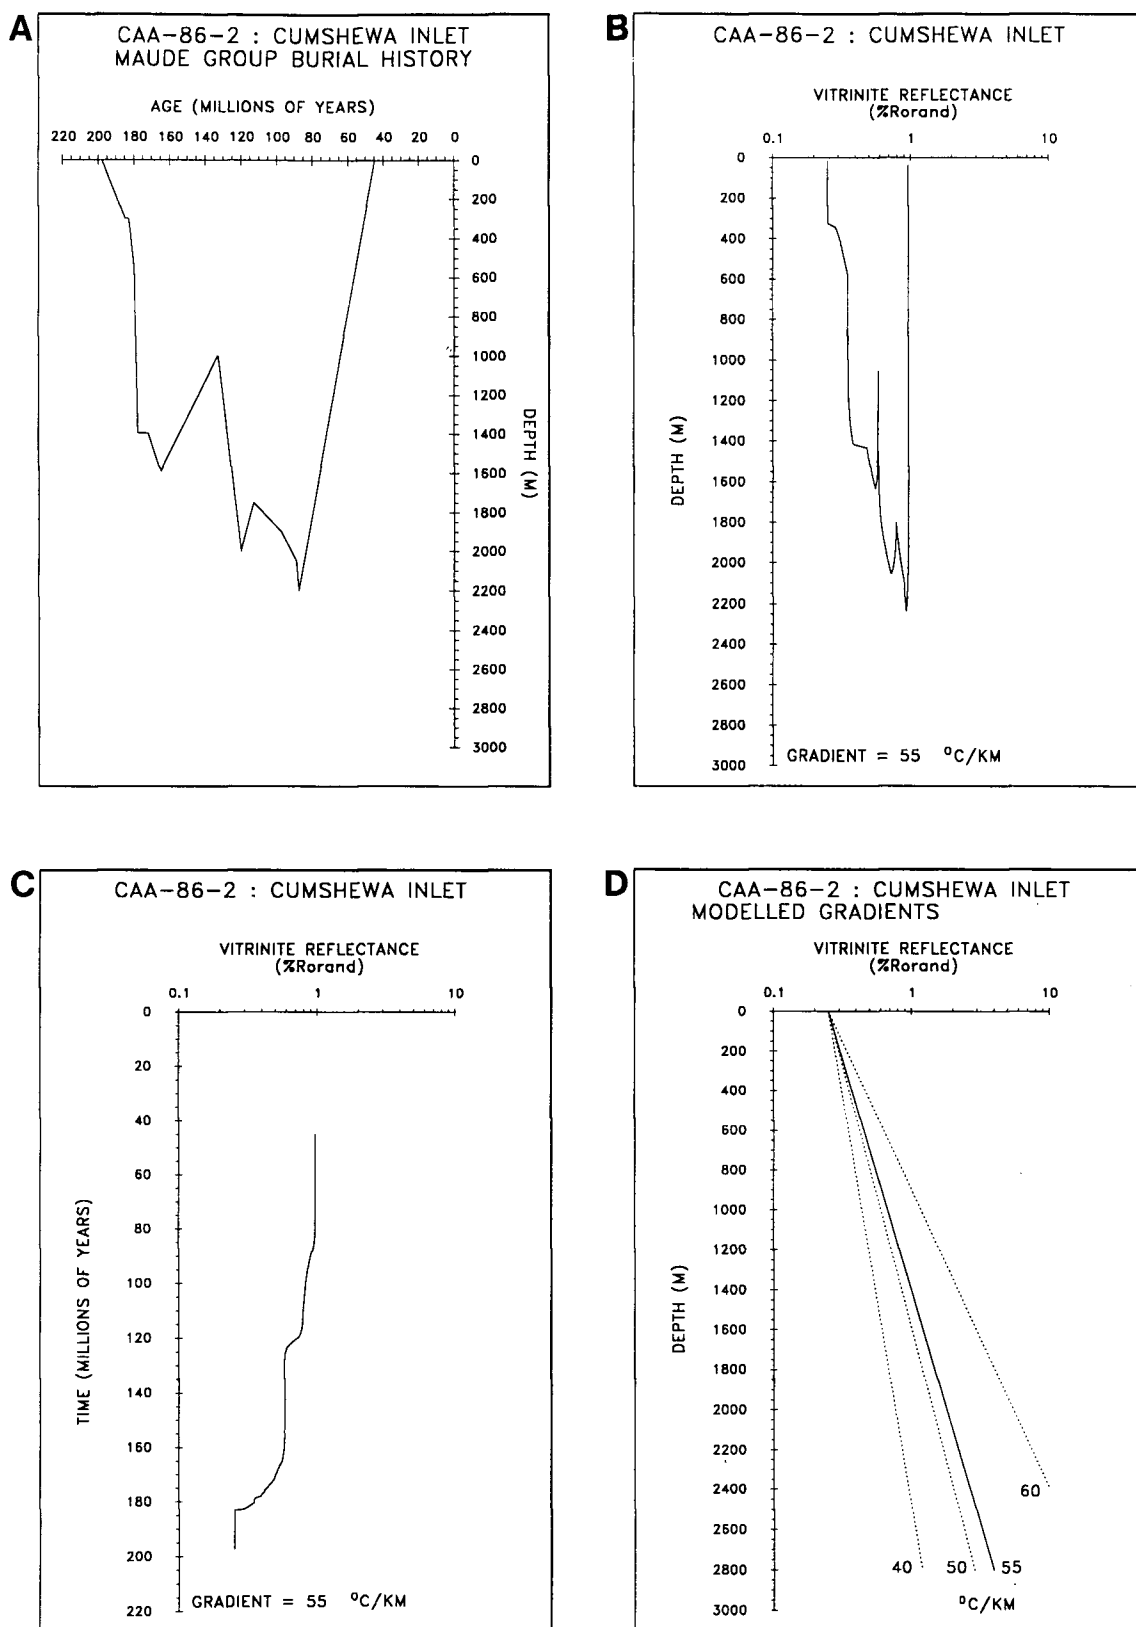 A
CAA-86-2 : CUMSHEWA INLET
MAUDE GROUP BURIAL HISTORY
AGE (MILLIONS OF YEARS)
220 200 180 160 140 120 100 80 60 40 20 0
0
200
400
600
800
1000
1200
1400
1600
1800
2000
2200
2400
2600
2800
3000
DEPTH (M)
B
CAA-86-2 : CUMSHEWA INLET
VITRINITE REFLECTANCE
(%Rorand)
0.1 1 10
0
200
400
600
800
1000
1200
1400
1600
1800
2000
2200
2400
2600
2800
3000
DEPTH (M)
GRADIENT = 55 °C/KM
C
CAA-86-2 : CUMSHEWA INLET
VITRINITE REFLECTANCE
(%Rorand)
0.1 1 10
0
20
40
60
80
100
120
140
160
180
200
220
TIME (MILLIONS OF YEARS)
GRADIENT = 55 °C/KM
D
CAA-86-2 : CUMSHEWA INLET
MODELLED GRADIENTS
VITRINITE REFLECTANCE
(%Rorand)
0.1 1 10
0
200
400
600
800
1000
1200
1400
1600
1800
2000
2200
2400
2600
2800
3000
DEPTH (M)
60
40 50 55
°C/KM